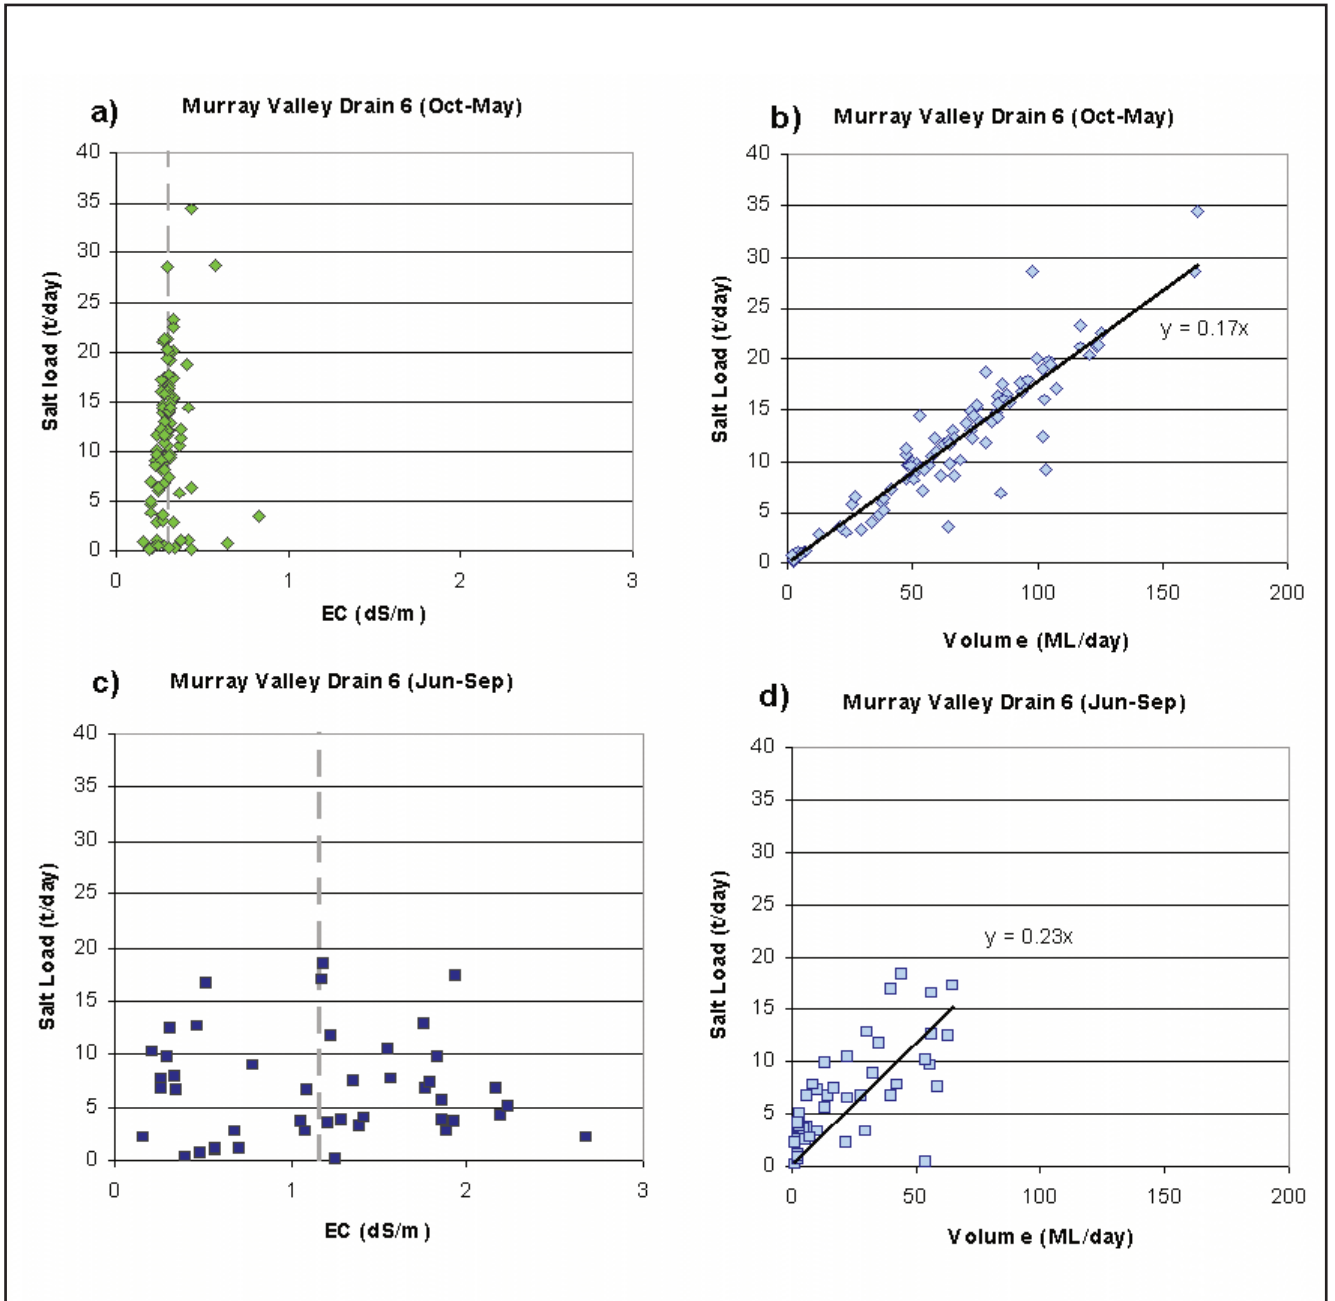 a)
Murray Valley Drain 6 (Oct-May)
40
35
30
25
20
15
10
5
0
Salt load (t/day)
0 1 2 3
EC (dS/m)
b)
Murray Valley Drain 6 (Oct-May)
40
35
30
25
20
15
10
5
0
Salt Load (t/day)
y = 0.17x
0 50 100 150 200
Volume (ML/day)
c)
Murray Valley Drain 6 (Jun-Sep)
40
35
30
25
20
15
10
5
0
Salt Load (t/day)
0 1 2 3
EC (dS/m)
d)
Murray Valley Drain 6 (Jun-Sep)
40
35
30
25
20
15
10
5
0
Salt Load (t/day)
y = 0.23x
0 50 100 150 200
Volume (ML/day)